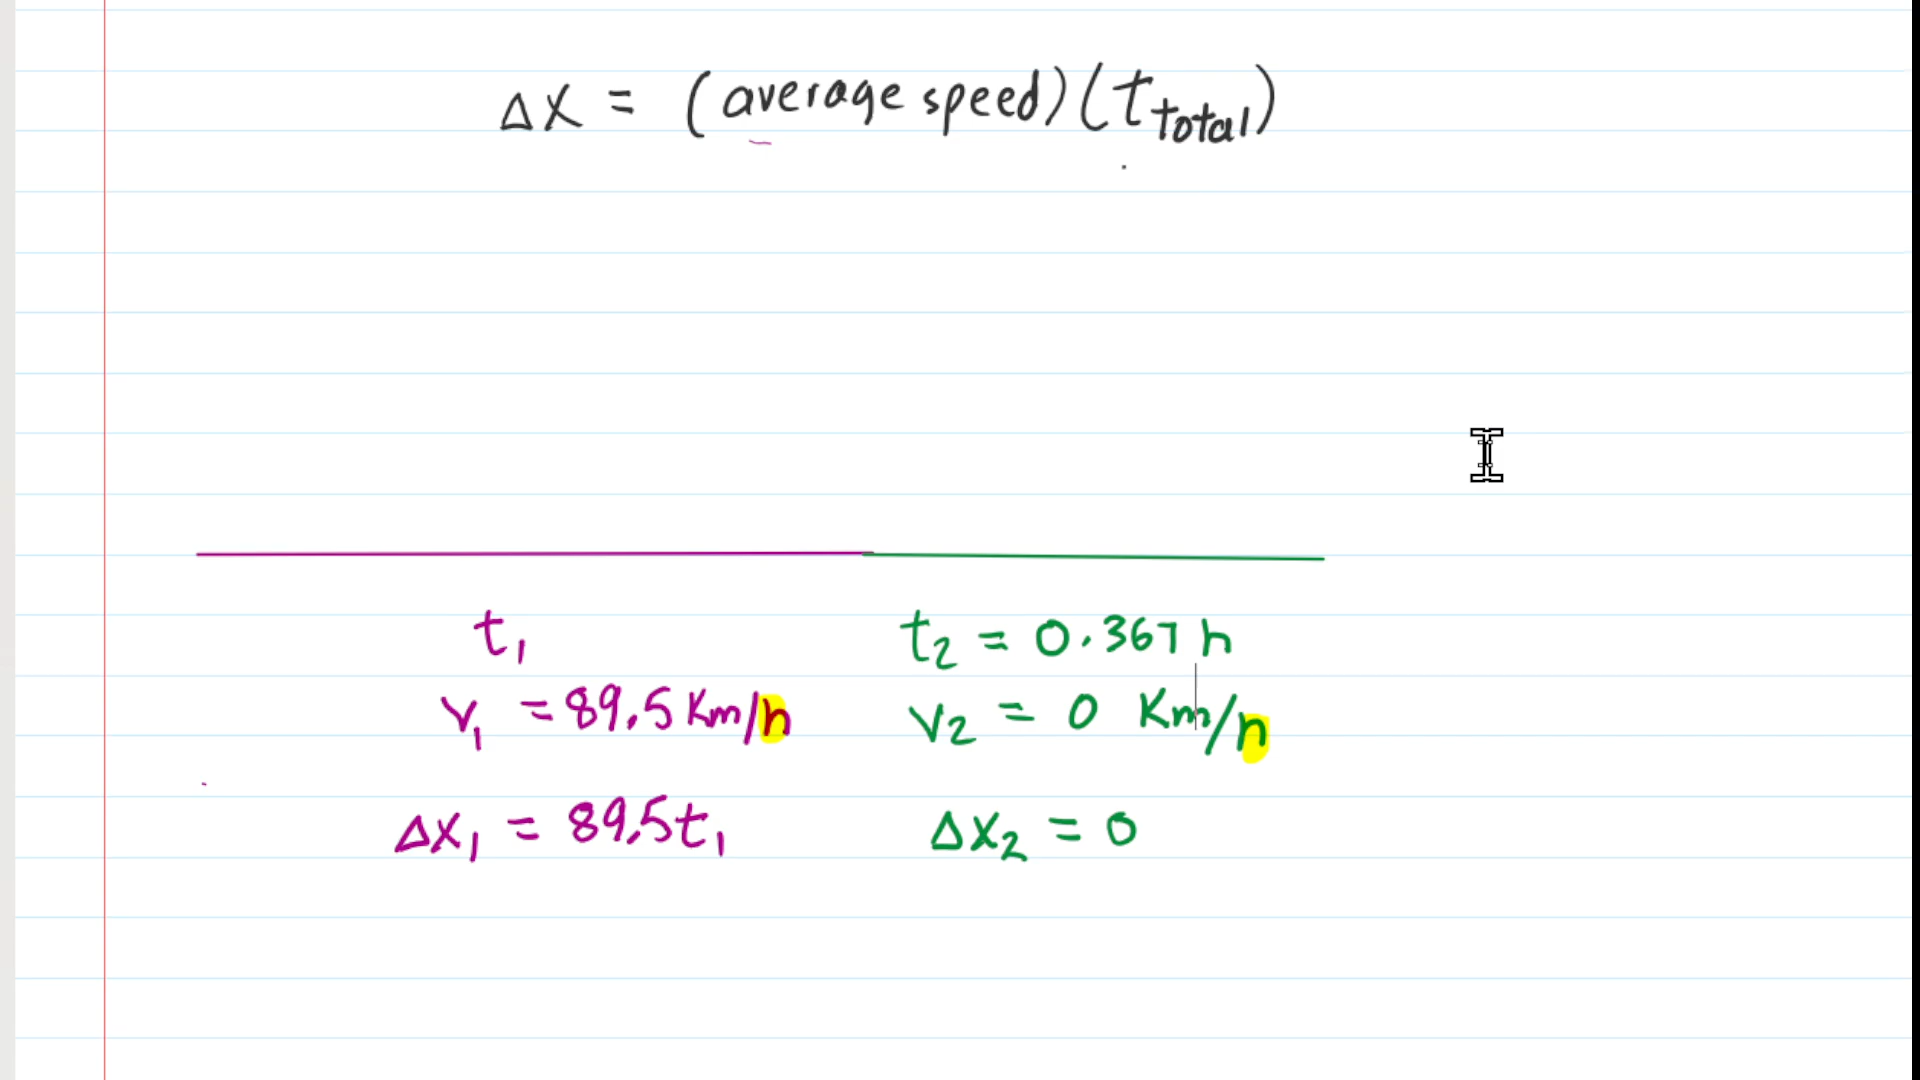 Δx = (average speed)(t total)
t1
t2 = 0.367 h
v1 = 89.5 Km/h
v2 = 0 Km/h
Δx1 = 89.5t1
Δx2 = 0